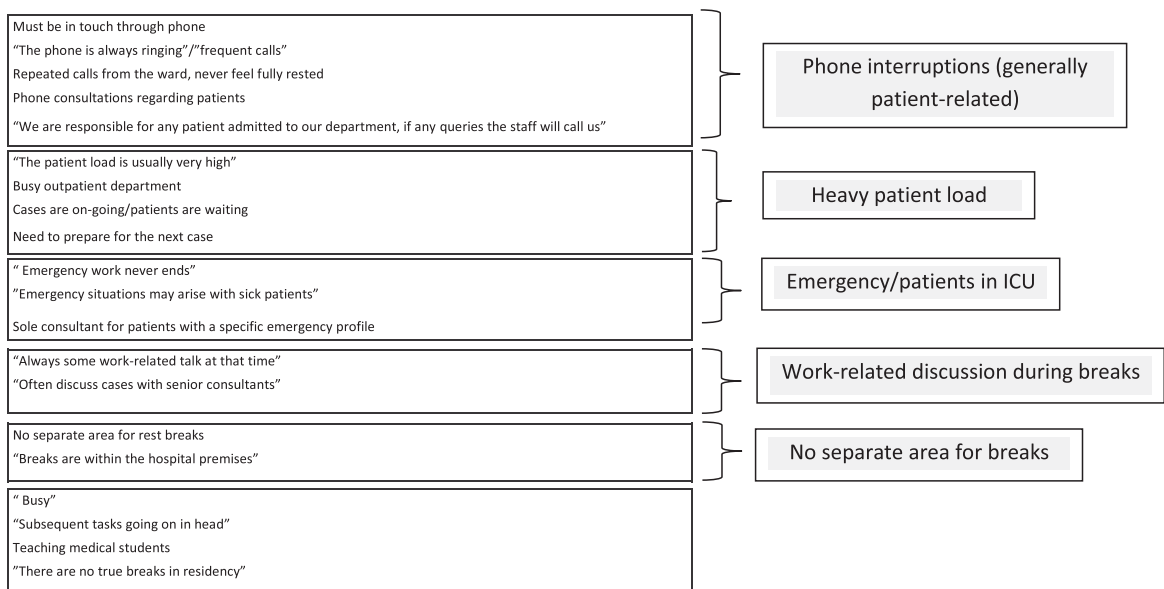 Must be in touch through phone
“The phone is always ringing”/”frequent calls”
Repeated calls from the ward, never feel fully rested
Phone consultations regarding patients
“We are responsible for any patient admitted to our department, if any queries the staff will call us”
Phone interruptions (generally
patient-related)
“The patient load is usually very high”
Busy outpatient department
Cases are on-going/patients are waiting
Need to prepare for the next case
Heavy patient load
“ Emergency work never ends”
”Emergency situations may arise with sick patients”
Sole consultant for patients with a specific emergency profile
Emergency/patients in ICU
“Always some work-related talk at that time”
“Often discuss cases with senior consultants”
Work-related discussion during breaks
No separate area for rest breaks
“Breaks are within the hospital premises”
No separate area for breaks
“ Busy”
“Subsequent tasks going on in head”
Teaching medical students
”There are no true breaks in residency”